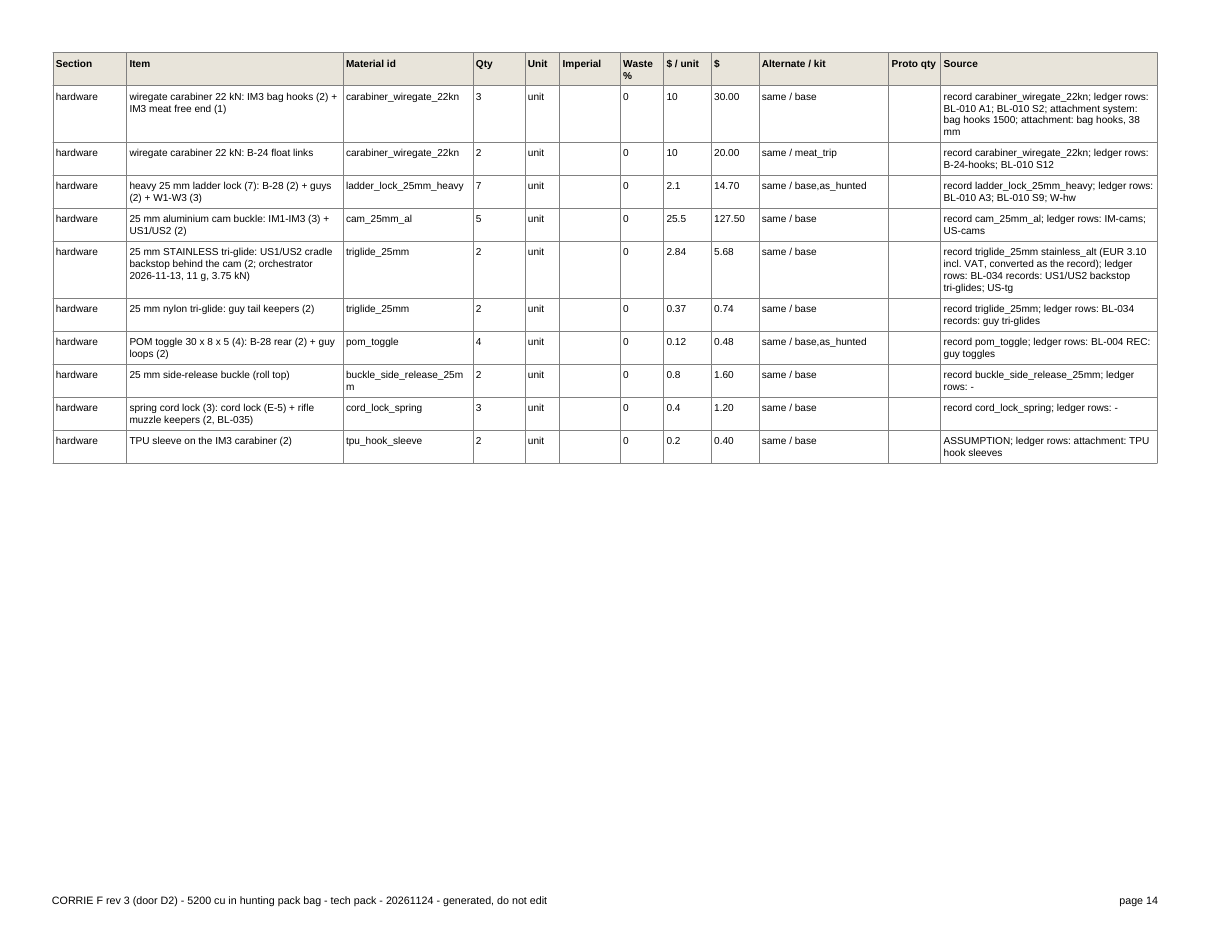 Section Item Material id Qty Unit Imperial Waste % $ / unit $ Alternate / kit Proto qty Source
hardware wiregate carabiner 22 kN: IM3 bag hooks (2) + IM3 meat free end (1) carabiner_wiregate_22kn 3 unit 0 10 30.00 same / base record carabiner_wiregate_22kn; ledger rows: BL-010 A1; BL-010 S2; attachment system: bag hooks 1500; attachment: bag hooks, 38 mm
hardware wiregate carabiner 22 kN: B-24 float links carabiner_wiregate_22kn 2 unit 0 10 20.00 same / meat_trip record carabiner_wiregate_22kn; ledger rows: B-24-hooks; BL-010 S12
hardware heavy 25 mm ladder lock (7): B-28 (2) + guys (2) + W1-W3 (3) ladder_lock_25mm_heavy 7 unit 0 2.1 14.70 same / base,as_hunted record ladder_lock_25mm_heavy; ledger rows: BL-010 A3; BL-010 S9; W-hw
hardware 25 mm aluminium cam buckle: IM1-IM3 (3) + US1/US2 (2) cam_25mm_al 5 unit 0 25.5 127.50 same / base record cam_25mm_al; ledger rows: IM-cams; US-cams
hardware 25 mm STAINLESS tri-glide: US1/US2 cradle backstop behind the cam (2; orchestrator 2026-11-13, 11 g, 3.75 kN) triglide_25mm 2 unit 0 2.84 5.68 same / base record triglide_25mm stainless_alt (EUR 3.10 incl. VAT, converted as the record); ledger rows: BL-034 records: US1/US2 backstop tri-glides; US-tg
hardware 25 mm nylon tri-glide: guy tail keepers (2) triglide_25mm 2 unit 0 0.37 0.74 same / base record triglide_25mm; ledger rows: BL-034 records: guy tri-glides
hardware POM toggle 30 x 8 x 5 (4): B-28 rear (2) + guy loops (2) pom_toggle 4 unit 0 0.12 0.48 same / base,as_hunted record pom_toggle; ledger rows: BL-004 REC: guy toggles
hardware 25 mm side-release buckle (roll top) buckle_side_release_25mm 2 unit 0 0.8 1.60 same / base record buckle_side_release_25mm; ledger rows: -
hardware spring cord lock (3): cord lock (E-5) + rifle muzzle keepers (2, BL-035) cord_lock_spring 3 unit 0 0.4 1.20 same / base record cord_lock_spring; ledger rows: -
hardware TPU sleeve on the IM3 carabiner (2) tpu_hook_sleeve 2 unit 0 0.2 0.40 same / base ASSUMPTION; ledger rows: attachment: TPU hook sleeves
CORRIE F rev 3 (door D2) - 5200 cu in hunting pack bag - tech pack - 20261124 - generated, do not edit page 14